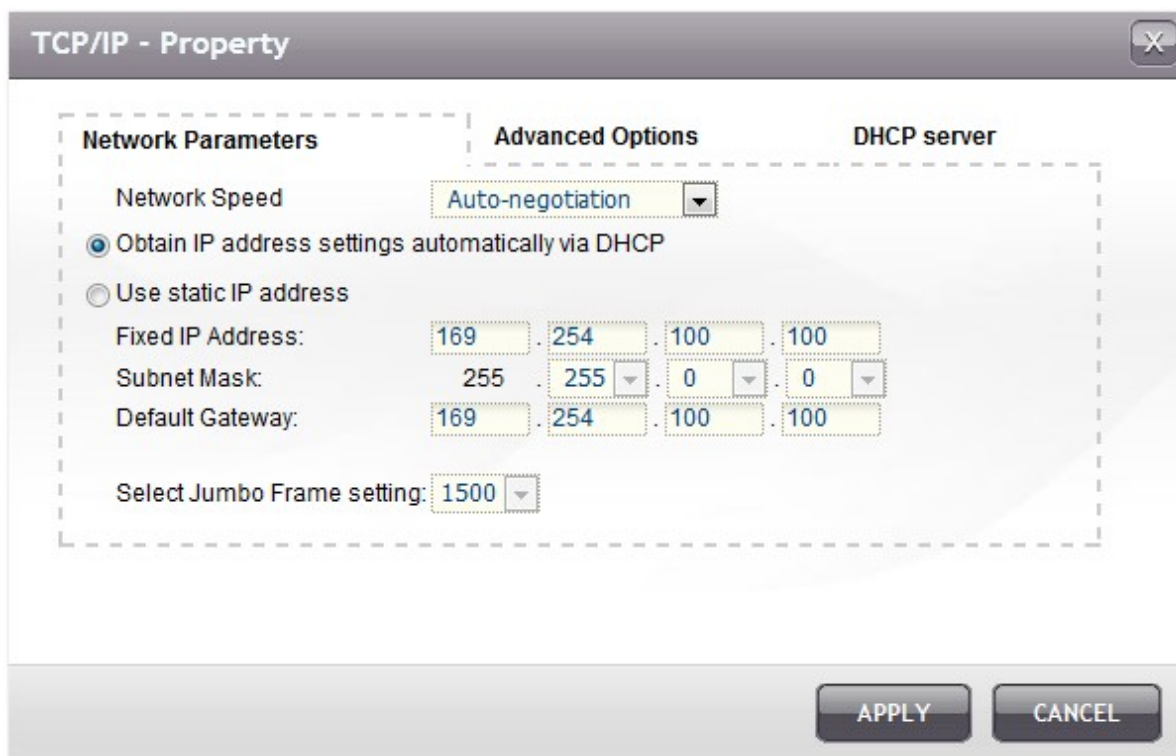 TCP/IP - Property
X
Network Parameters Advanced Options DHCP server
Network Speed Auto-negotiation
Obtain IP address settings automatically via DHCP
Use static IP address
Fixed IP Address: 169 . 254 . 100 . 100
Subnet Mask: 255 . 255 . 0 . 0
Default Gateway: 169 . 254 . 100 . 100
Select Jumbo Frame setting: 1500
APPLY CANCEL